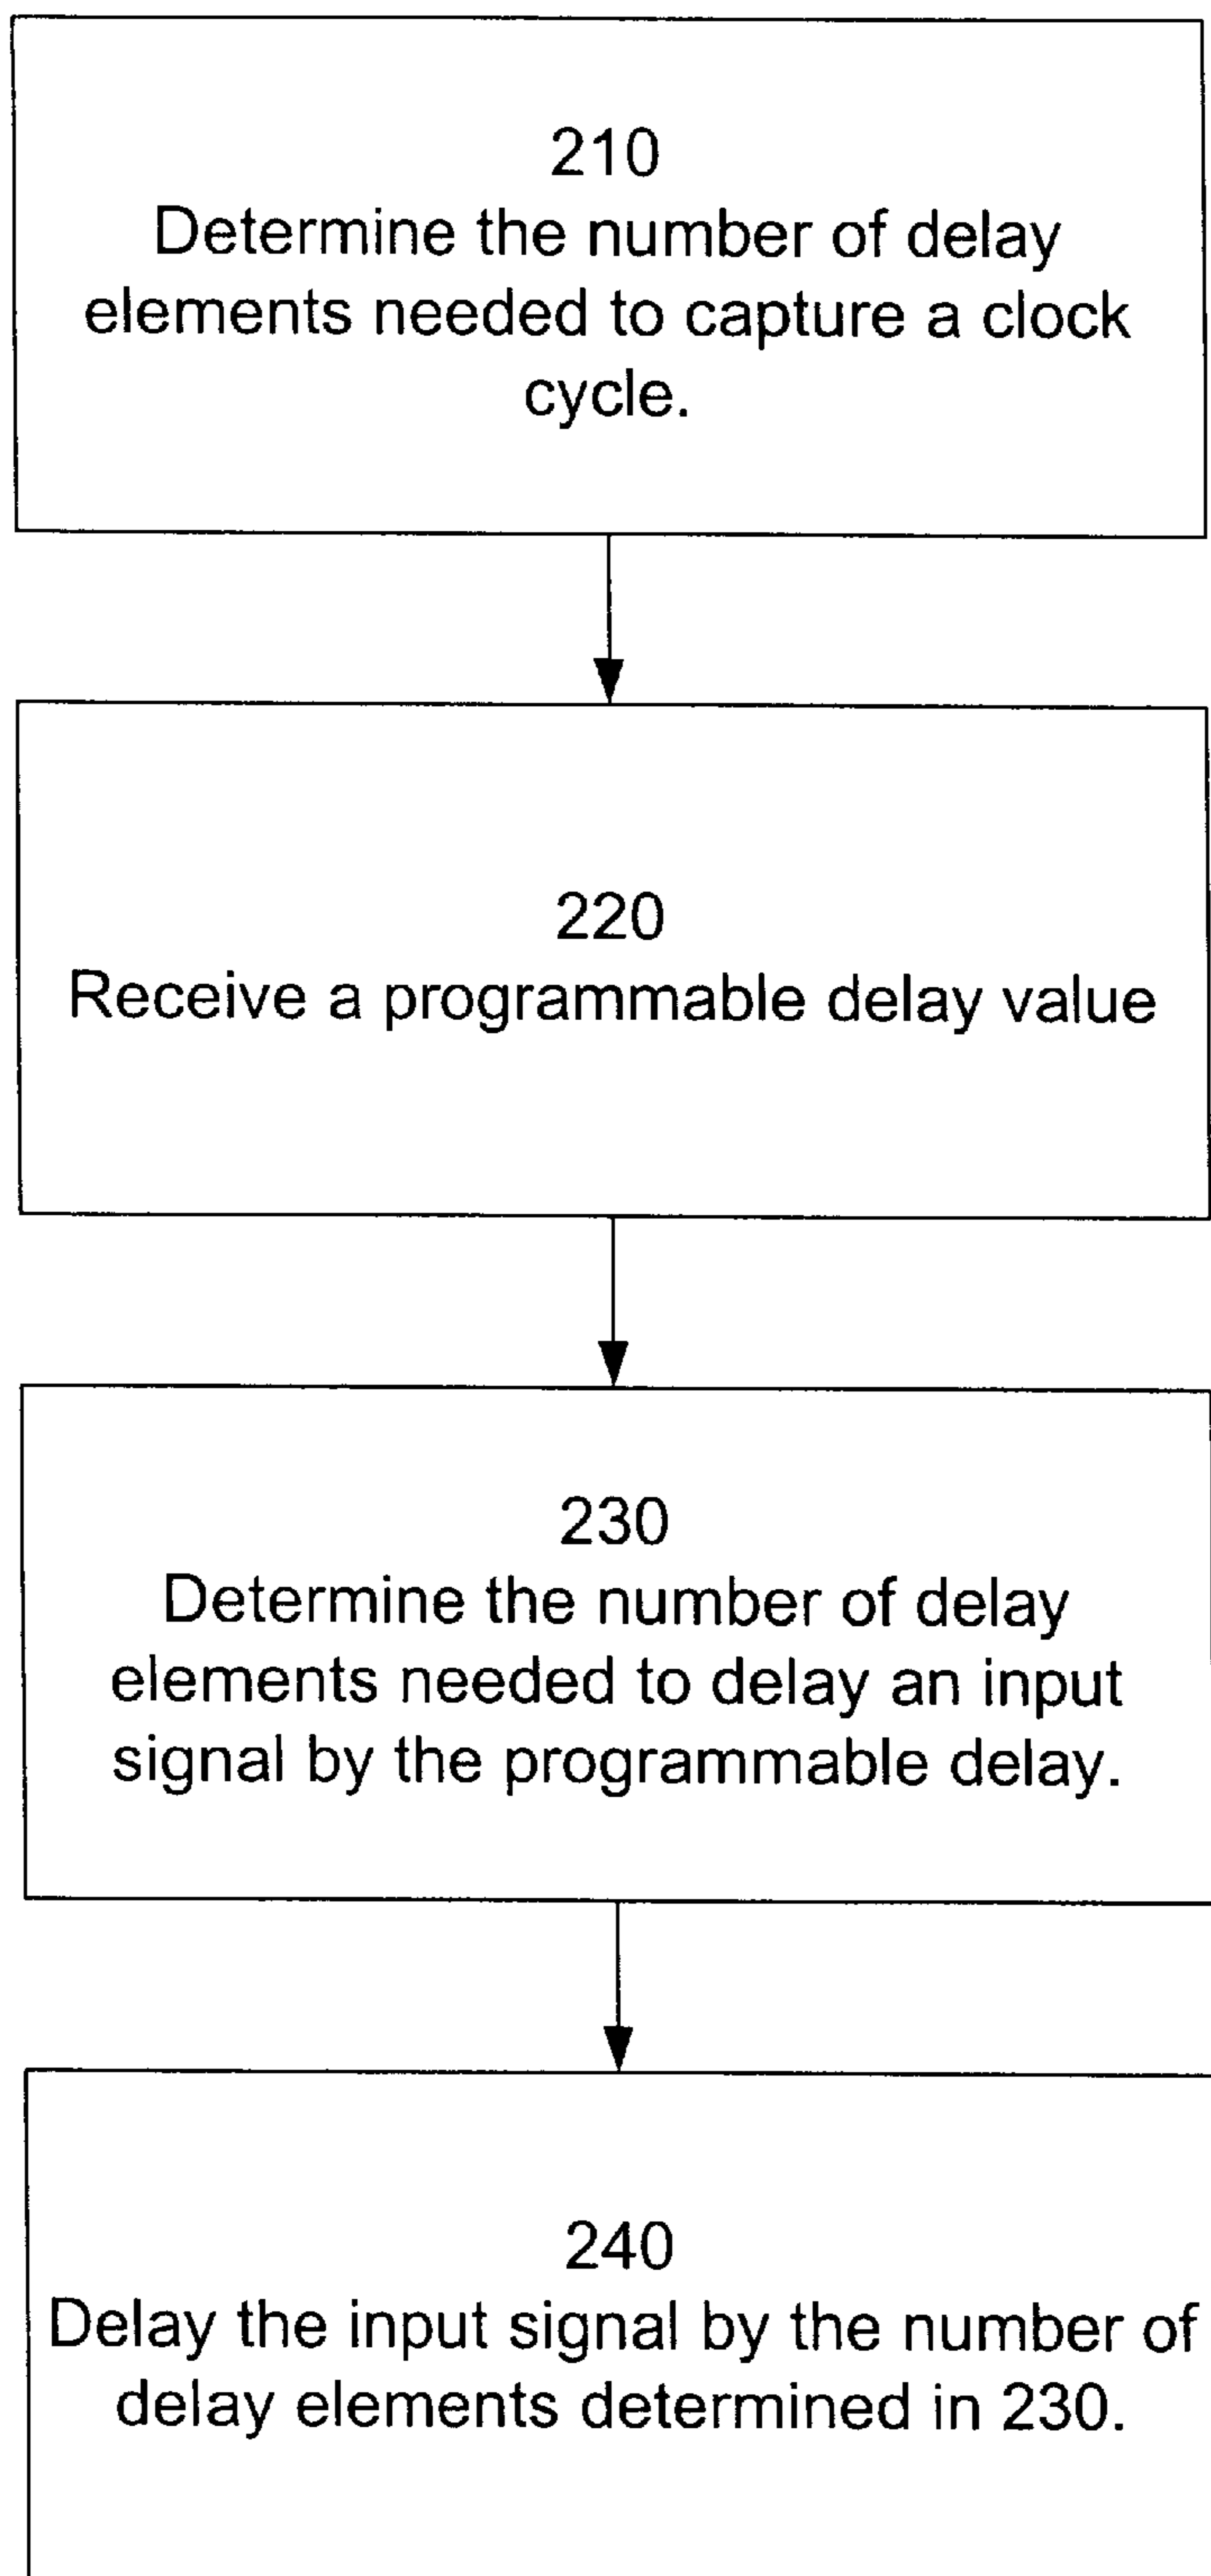 210
Determine the number of delay
elements needed to capture a clock
cycle.
220
Receive a programmable delay value
230
Determine the number of delay
elements needed to delay an input
signal by the programmable delay.
240
Delay the input signal by the number of
delay elements determined in 230.